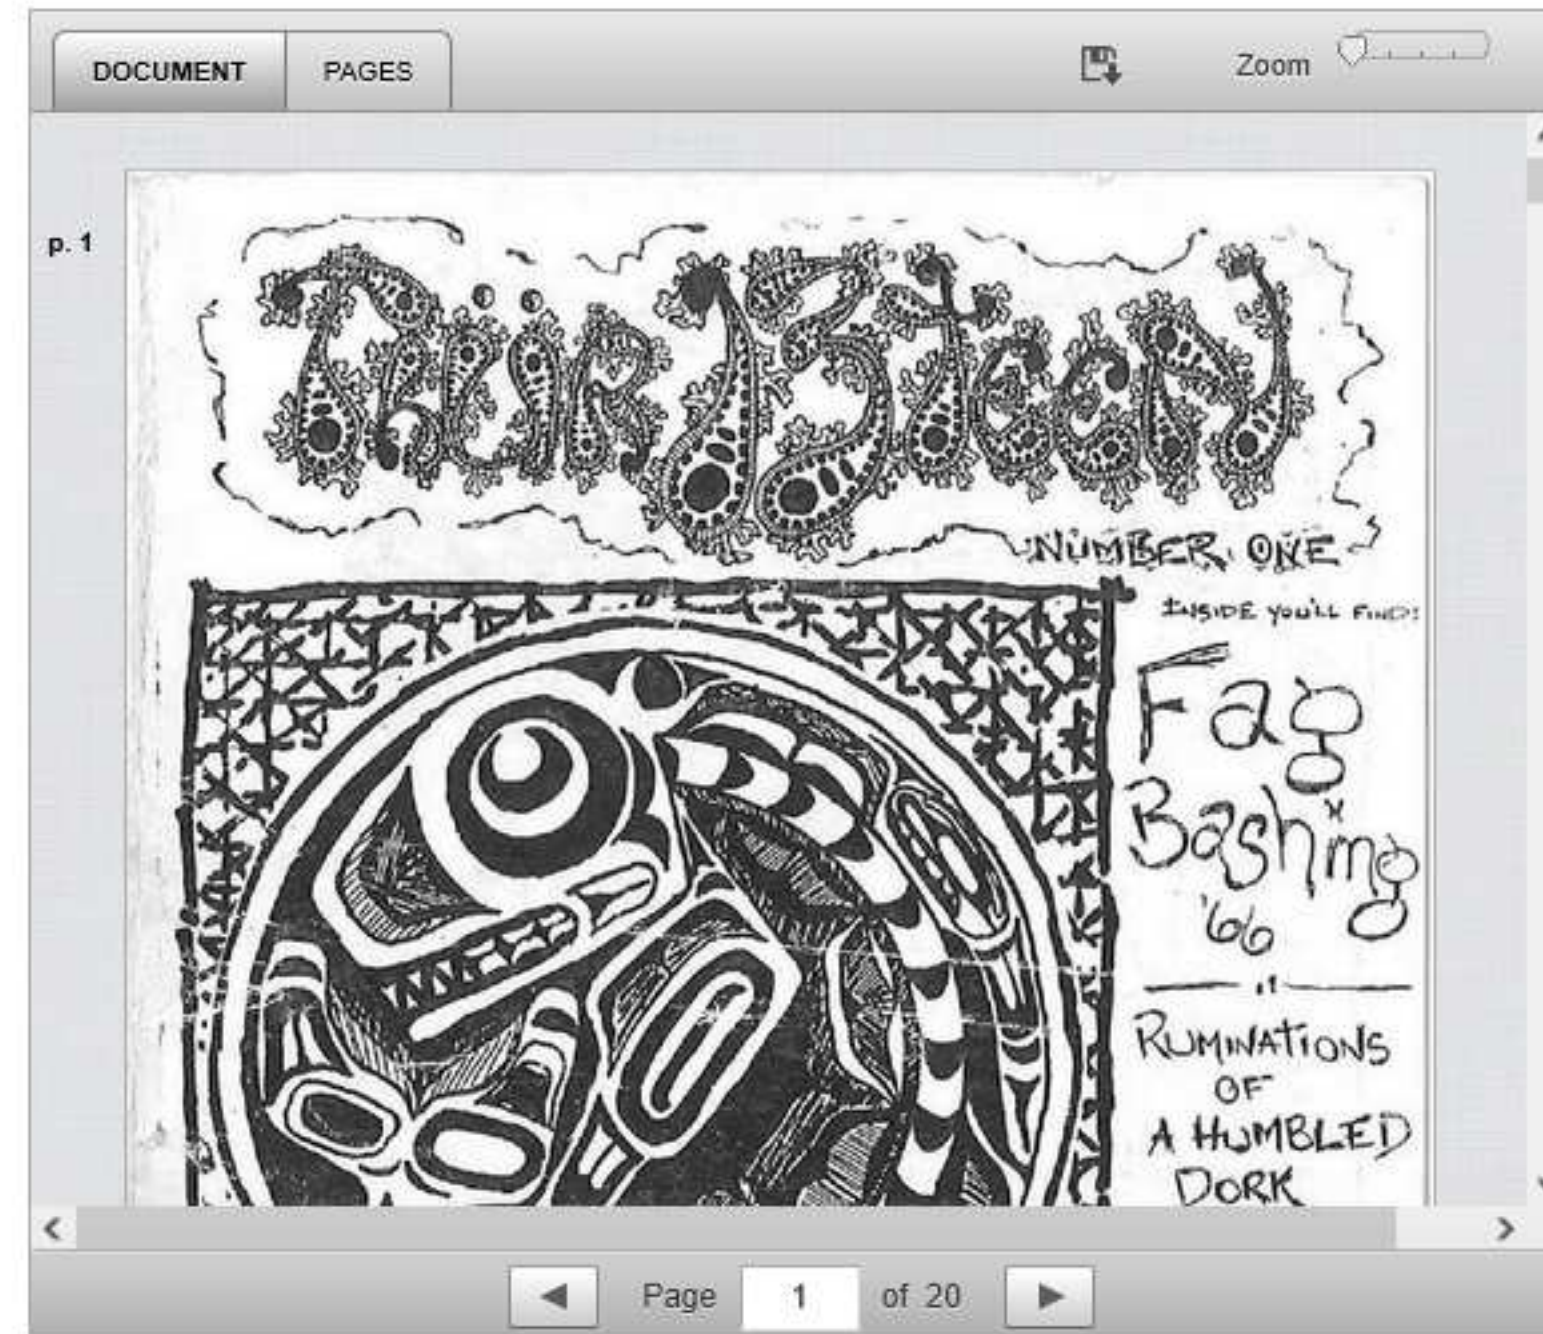 DOCUMENT PAGES Zoom
p. 1
Thür13teen
NUMBER ONE
INSIDE YOU'LL FIND:
Fag
Bashing
'66
RUMINATIONS
OF
A HUMBLED
DORK
Page 1 of 20